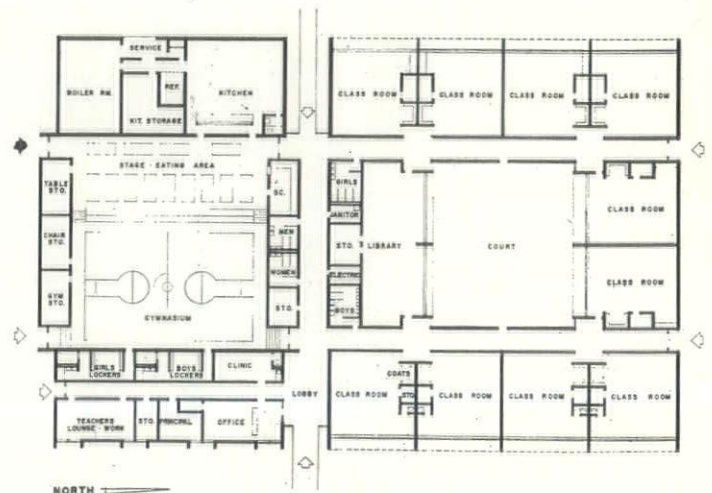 SERVICE
BOILER RM.
REF.
KITCHEN
KIT. STORAGE
CLASS ROOM
CLASS ROOM
CLASS ROOM
CLASS ROOM
STAGE - EATING AREA
TABLE
STO.
SC.
GIRLS
JANITOR
CHAIR
STO.
MEN
STO.
LIBRARY
COURT
CLASS ROOM
WOMEN
ELECTRIC
CLASS ROOM
GYM
STO.
STO.
BOYS
GYMNASIUM
GIRLS
LOCKERS
BOYS
LOCKERS
CLINIC
LOBBY
COATS
CLASS ROOM
STO.
CLASS ROOM
CLASS ROOM
CLASS ROOM
TEACHERS
LOUNGE - WORK
STO.
PRINCIPAL
OFFICE
NORTH